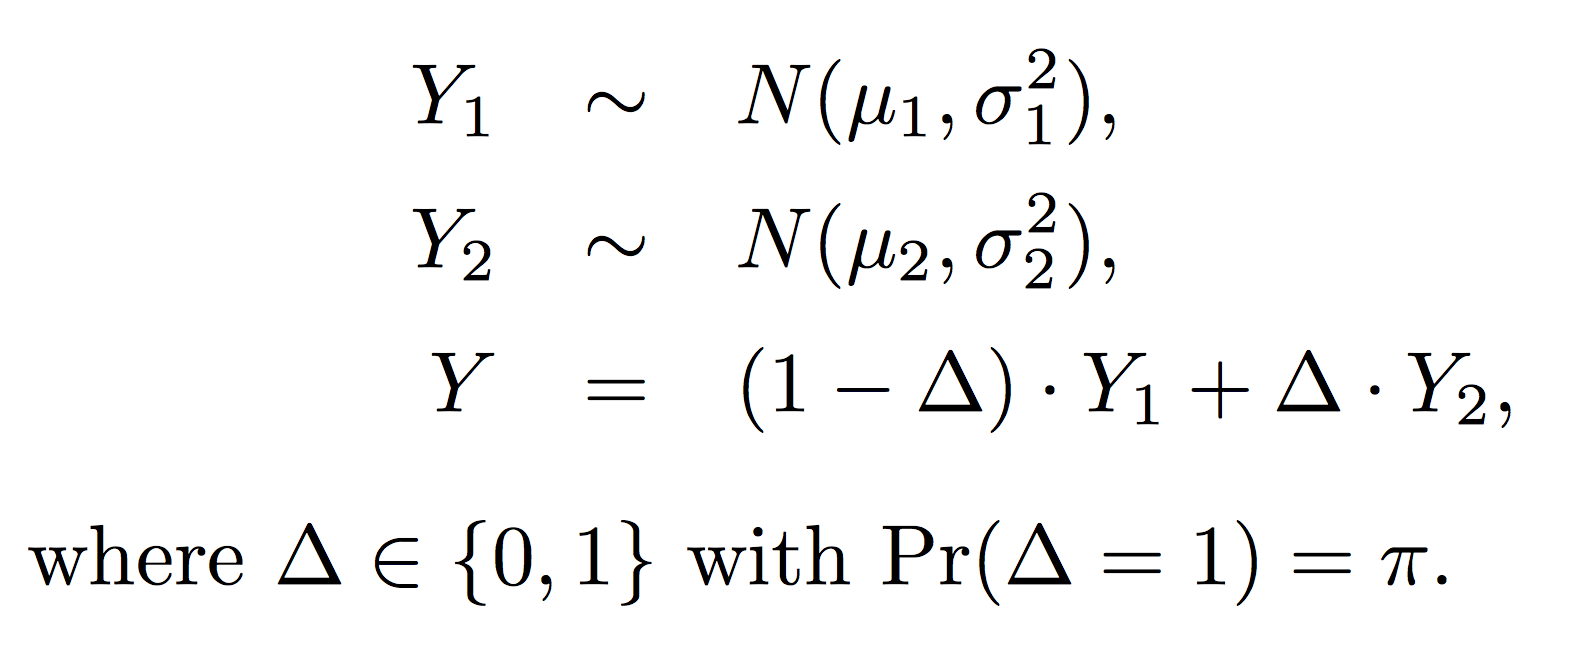 Y₁ ∼ N(μ₁, σ₁²),
Y₂ ∼ N(μ₂, σ₂²),
Y = (1 − Δ) · Y₁ + Δ · Y₂,
where Δ ∈ {0, 1} with Pr(Δ = 1) = π.